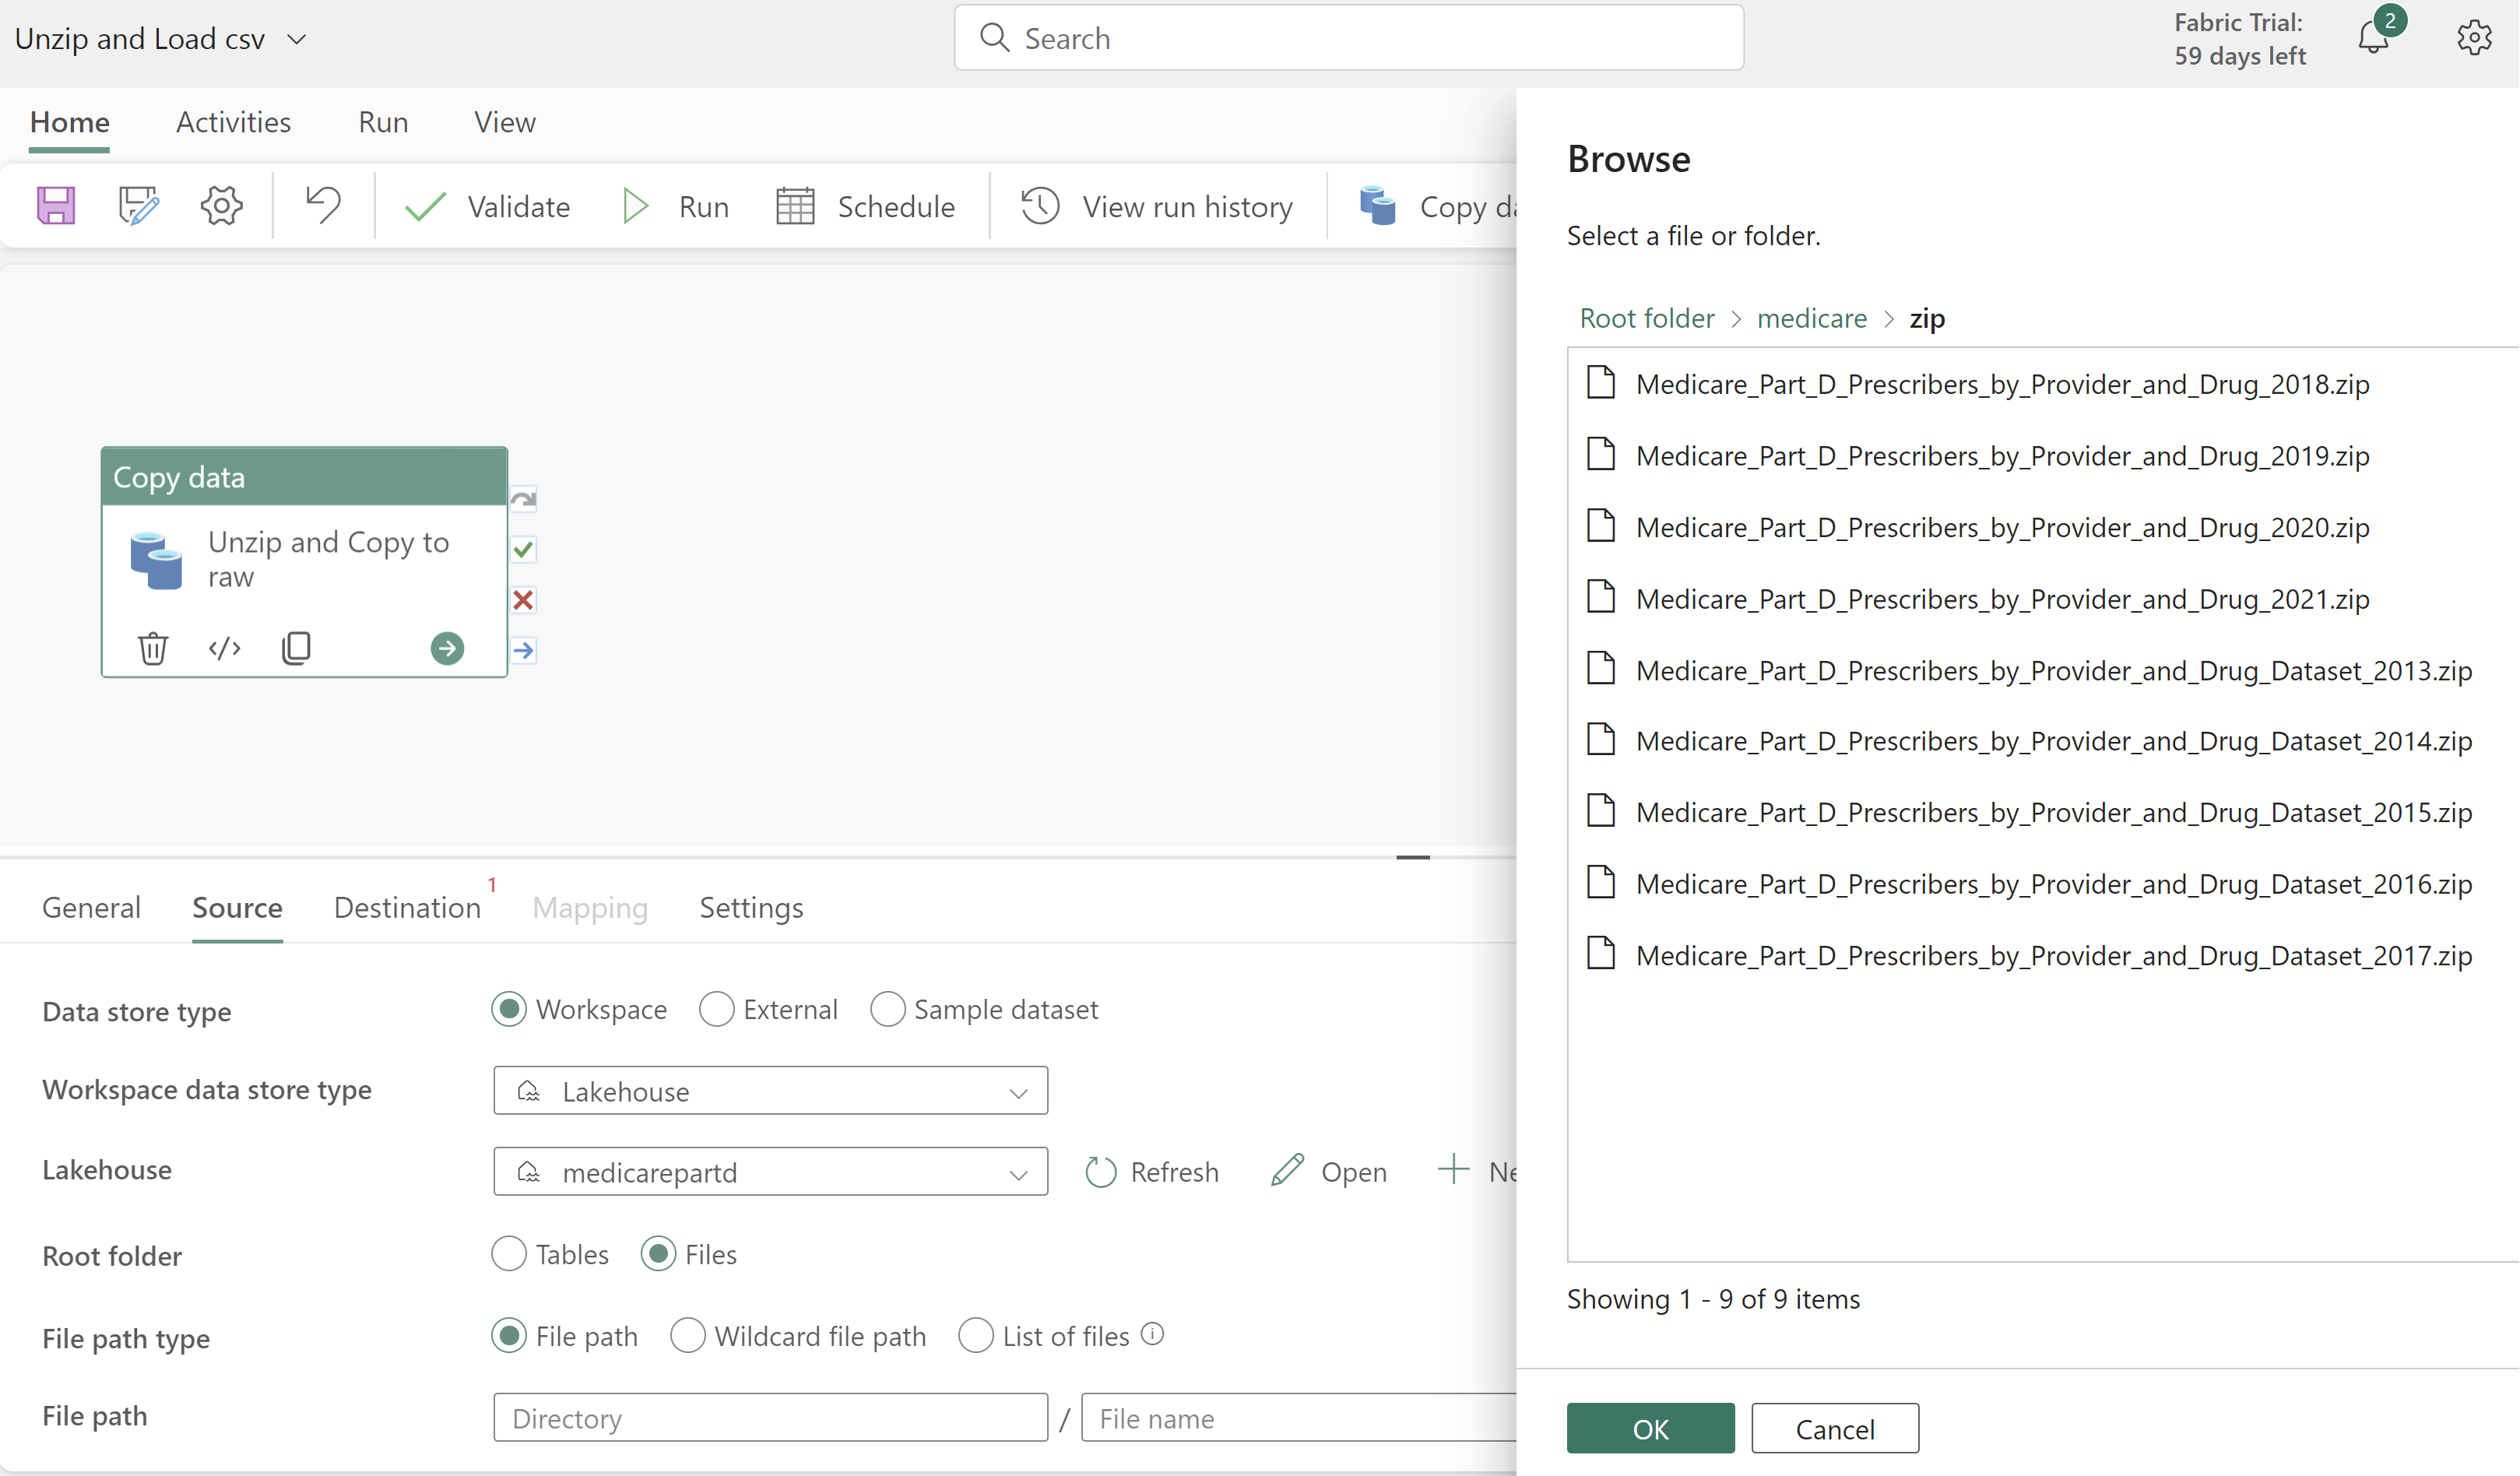 Unzip and Load csv
Search
Fabric Trial:
59 days left
2
Home Activities Run View
Validate Run Schedule View run history Copy
Copy data
Unzip and Copy to
raw
General Source Destination 1 Mapping Settings
Data store type Workspace External Sample dataset
Workspace data store type Lakehouse
Lakehouse medicarepartd Refresh Open
Root folder Tables Files
File path type File path Wildcard file path List of files
File path Directory / File name
Browse
Select a file or folder.
Root folder > medicare > zip
Medicare_Part_D_Prescribers_by_Provider_and_Drug_2018.zip
Medicare_Part_D_Prescribers_by_Provider_and_Drug_2019.zip
Medicare_Part_D_Prescribers_by_Provider_and_Drug_2020.zip
Medicare_Part_D_Prescribers_by_Provider_and_Drug_2021.zip
Medicare_Part_D_Prescribers_by_Provider_and_Drug_Dataset_2013.zip
Medicare_Part_D_Prescribers_by_Provider_and_Drug_Dataset_2014.zip
Medicare_Part_D_Prescribers_by_Provider_and_Drug_Dataset_2015.zip
Medicare_Part_D_Prescribers_by_Provider_and_Drug_Dataset_2016.zip
Medicare_Part_D_Prescribers_by_Provider_and_Drug_Dataset_2017.zip
Showing 1 - 9 of 9 items
OK Cancel